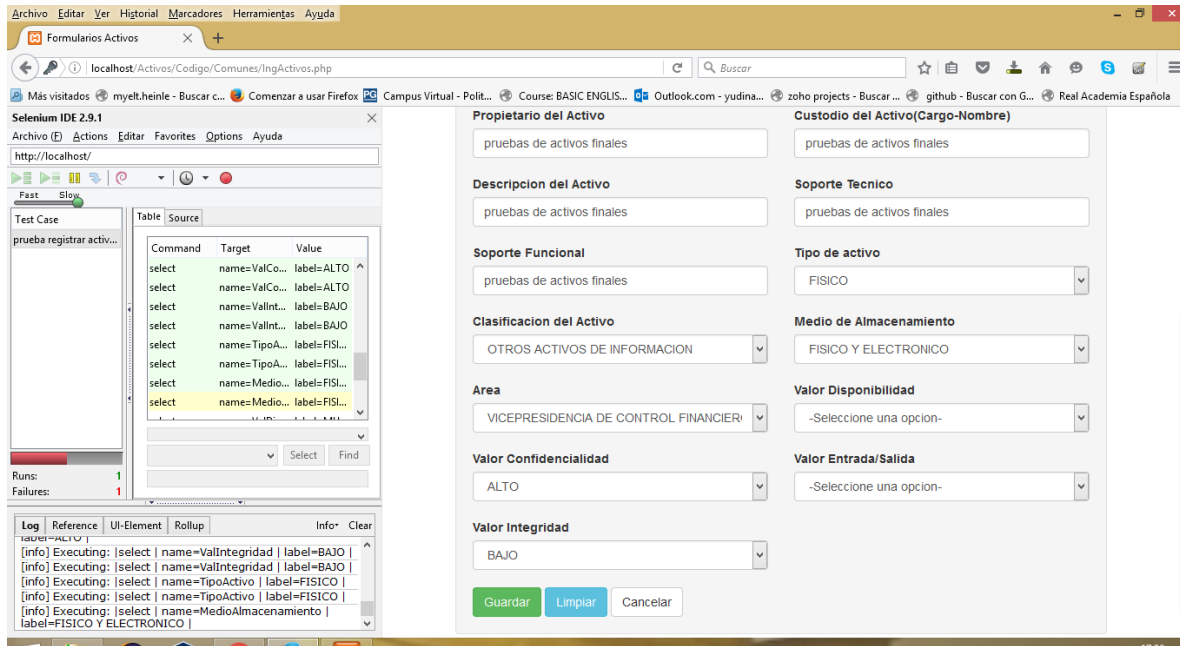 Archivo Editar Ver Historial Marcadores Herramientas Ayuda
Formularios Activos
localhost/Activos/Codigo/Comunes/IngActivos.php
Buscar
Más visitados myelt.heinle - Buscar c... Comenzar a usar Firefox Campus Virtual - Polit... Course: BASIC ENGLIS... Outlook.com - yudina... zoho projects - Buscar ... github - Buscar con G... Real Academia Española
Selenium IDE 2.9.1
Archivo (F) Actions Editar Favorites Options Ayuda
http://localhost/
Fast Slow
Test Case
prueba registrar activ...
Table Source
Command Target Value
select name=ValCo... label=ALTO
select name=ValCo... label=ALTO
select name=ValInt... label=BAJO
select name=ValInt... label=BAJO
select name=TipoA... label=FISI...
select name=TipoA... label=FISI...
select name=Medio... label=FISI...
select name=Medio... label=FISI...
Select Find
Runs: 1
Failures: 1
Log Reference UI-Element Rollup Info Clear
label=ALTO |
[info] Executing: |select | name=ValIntegridad | label=BAJO |
[info] Executing: |select | name=ValIntegridad | label=BAJO |
[info] Executing: |select | name=TipoActivo | label=FISICO |
[info] Executing: |select | name=TipoActivo | label=FISICO |
[info] Executing: |select | name=MedioAlmacenamiento |
label=FISICO Y ELECTRONICO |
Propietario del Activo Custodio del Activo(Cargo-Nombre)
pruebas de activos finales pruebas de activos finales
Descripcion del Activo Soporte Tecnico
pruebas de activos finales pruebas de activos finales
Soporte Funcional Tipo de activo
pruebas de activos finales FISICO
Clasificacion del Activo Medio de Almacenamiento
OTROS ACTIVOS DE INFORMACION FISICO Y ELECTRONICO
Area Valor Disponibilidad
VICEPRESIDENCIA DE CONTROL FINANCIER -Seleccione una opcion-
Valor Confidencialidad Valor Entrada/Salida
ALTO -Seleccione una opcion-
Valor Integridad
BAJO
Guardar Limpiar Cancelar